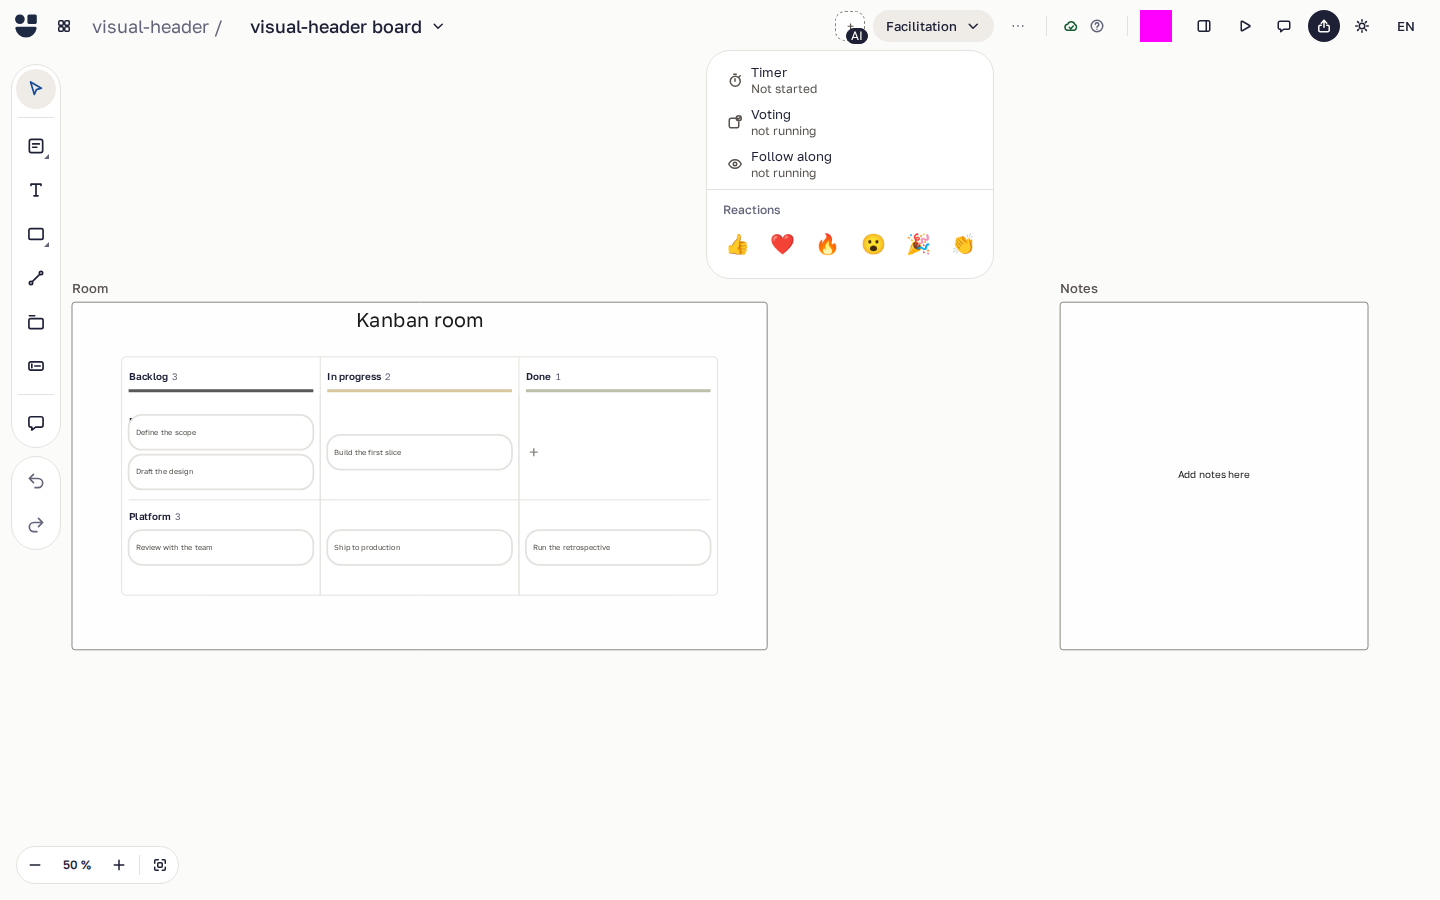 visual-header /
visual-header board
AI
Facilitation
EN
Timer
Not started
Voting
not running
Follow along
not running
Reactions
Room
Notes
Kanban room
Backlog 3
In progress 2
Done 1
Define the scope
Build the first slice
Draft the design
Add notes here
Platform 3
Review with the team
Ship to production
Run the retrospective
50 %